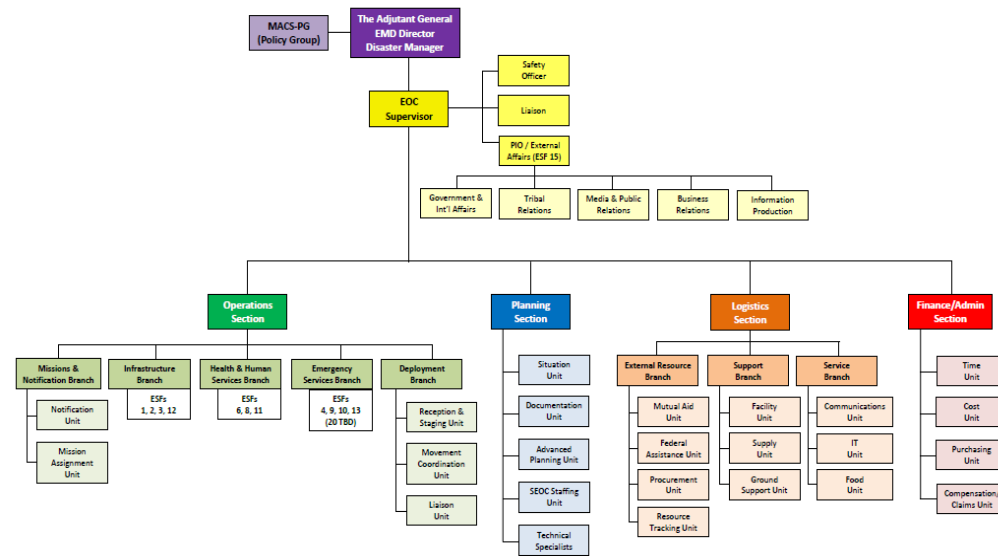 MACS-PG
(Policy Group)
The Adjutant General
EMD Director
Disaster Manager
EOC
Supervisor
Safety
Officer
Liaison
PIO / External
Affairs (ESF 15)
Government &
Int'l Affairs
Tribal
Relations
Media & Public
Relations
Business
Relations
Information
Production
Operations
Section
Planning
Section
Logistics
Section
Finance/Admin
Section
Missions &
Notification Branch
Infrastructure
Branch
Health & Human
Services Branch
Emergency
Services Branch
Deployment
Branch
Notification
Unit
Mission
Assignment
Unit
ESFs
1, 2, 3, 12
ESFs
6, 8, 11
ESFs
4, 9, 10, 13
(20 TBD)
Reception &
Staging Unit
Movement
Coordination
Unit
Liaison
Unit
Situation
Unit
Documentation
Unit
Advanced
Planning Unit
SEOC Staffing
Unit
Technical
Specialists
External Resource
Branch
Support
Branch
Service
Branch
Mutual Aid
Unit
Federal
Assistance Unit
Procurement
Unit
Resource
Tracking Unit
Facility
Unit
Supply
Unit
Ground
Support Unit
Communications
Unit
IT
Unit
Food
Unit
Time
Unit
Cost
Unit
Purchasing
Unit
Compensation/
Claims Unit